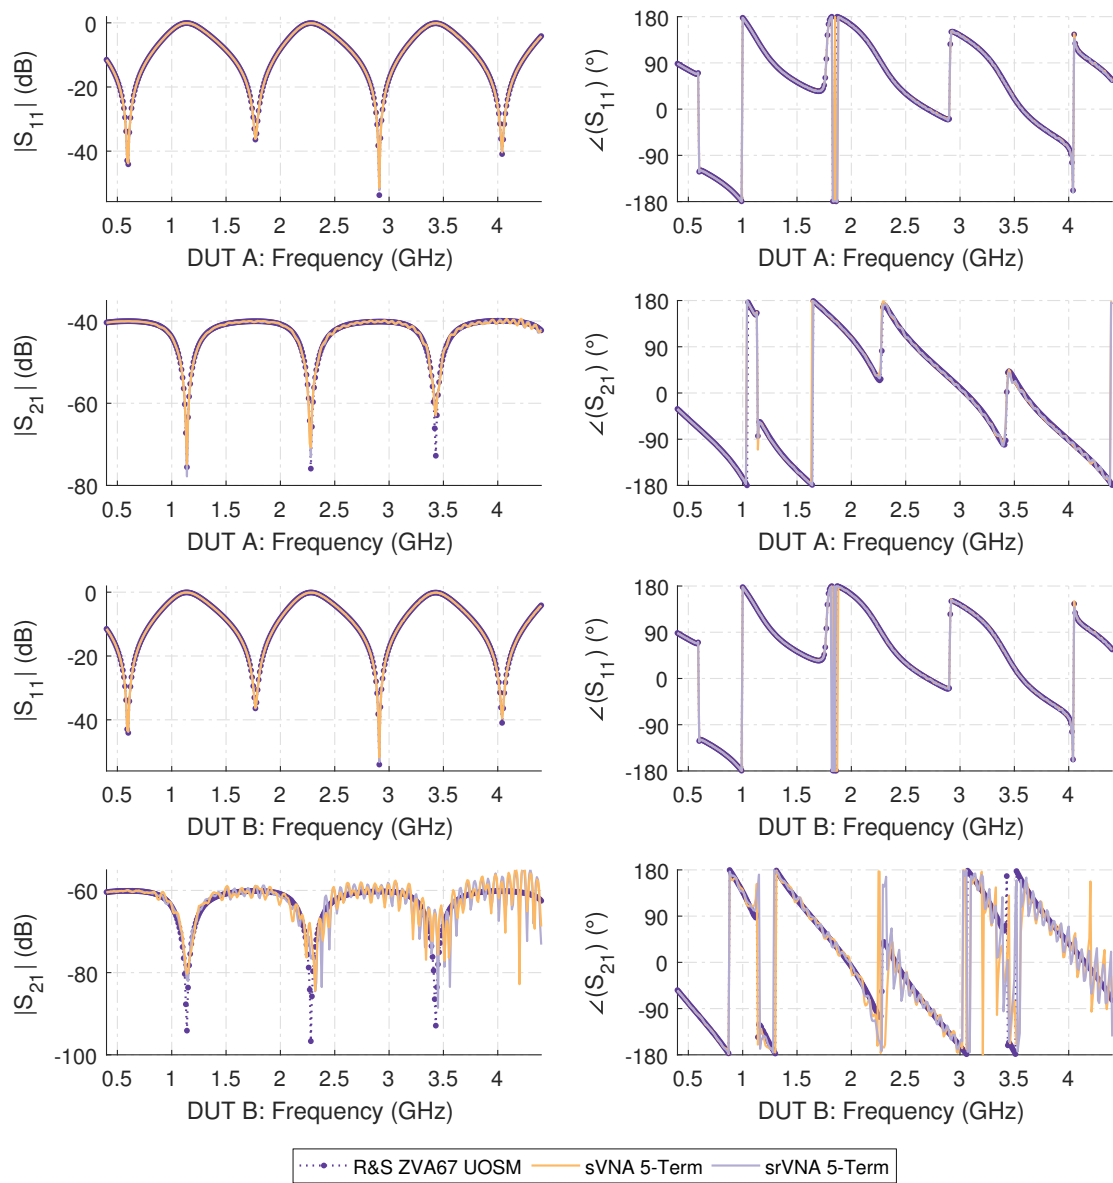 |S11| (dB)
0
-20
-40
0.5 1 1.5 2 2.5 3 3.5 4
DUT A: Frequency (GHz)
∠(S11) (°)
180
90
0
-90
-180
0.5 1 1.5 2 2.5 3 3.5 4
DUT A: Frequency (GHz)
|S21| (dB)
-40
-60
-80
0.5 1 1.5 2 2.5 3 3.5 4
DUT A: Frequency (GHz)
∠(S21) (°)
180
90
0
-90
-180
0.5 1 1.5 2 2.5 3 3.5 4
DUT A: Frequency (GHz)
|S11| (dB)
0
-20
-40
0.5 1 1.5 2 2.5 3 3.5 4
DUT B: Frequency (GHz)
∠(S11) (°)
180
90
0
-90
-180
0.5 1 1.5 2 2.5 3 3.5 4
DUT B: Frequency (GHz)
|S21| (dB)
-60
-80
-100
0.5 1 1.5 2 2.5 3 3.5 4
DUT B: Frequency (GHz)
∠(S21) (°)
180
90
0
-90
-180
0.5 1 1.5 2 2.5 3 3.5 4
DUT B: Frequency (GHz)
R&S ZVA67 UOSM sVNA 5-Term srVNA 5-Term